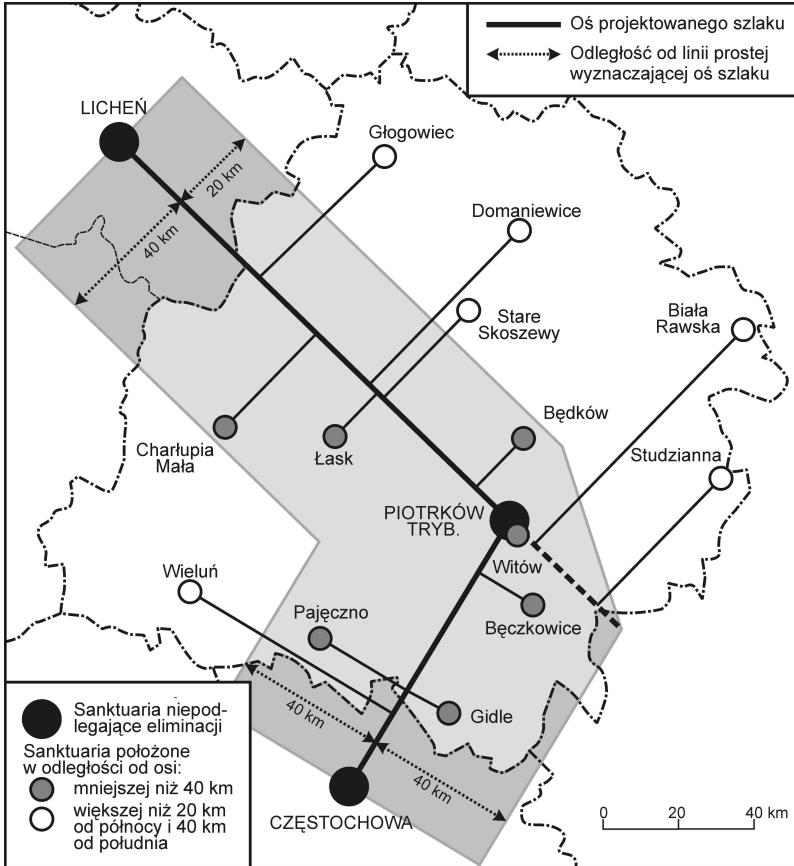 Oś projektowanego szlaku
Odległość od linii prostej
wyznaczającej oś szlaku
LICHEŃ
Głogowiec
20 km
40 km
Domaniewice
Stare
Skoszewy
Biała
Rawska
Będków
Charłupia
Mała
Łask
Studzianna
PIOTRKÓW
TRYB.
Witów
Wieluń
Pajęczno
Bęczkowice
Gidle
40 km
40 km
CZĘSTOCHOWA
Sanktuaria niepod-
legające eliminacji
Sanktuaria położone
w odległości od osi:
mniejszej niż 40 km
większej niż 20 km
od północy i 40 km
od południa
0 20 40 km